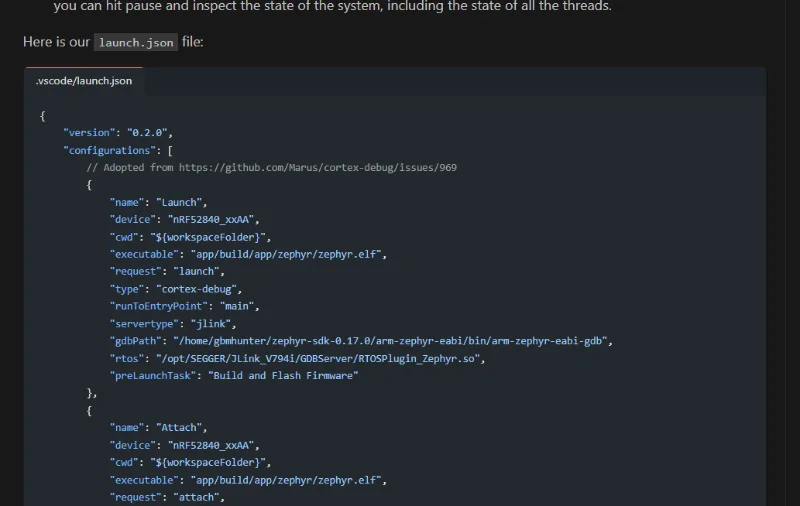 you can hit pause and inspect the state of the system, including the state of all the threads.
Here is our launch.json file:
.vscode/launch.json
{
"version": "0.2.0",
"configurations": [
// Adopted from https://github.com/Marus/cortex-debug/issues/969
{
"name": "Launch",
"device": "nRF52840_xxAA",
"cwd": "${workspaceFolder}",
"executable": "app/build/app/zephyr/zephyr.elf",
"request": "launch",
"type": "cortex-debug",
"runToEntryPoint": "main",
"servertype": "jlink",
"gdbPath": "/home/gbmhunter/zephyr-sdk-0.17.0/arm-zephyr-eabi/bin/arm-zephyr-eabi-gdb",
"rtos": "/opt/SEGGER/JLink_V794i/GDBServer/RTOSPlugin_Zephyr.so",
"preLaunchTask": "Build and Flash Firmware"
},
{
"name": "Attach",
"device": "nRF52840_xxAA",
"cwd": "${workspaceFolder}",
"executable": "app/build/app/zephyr/zephyr.elf",
"request": "attach",